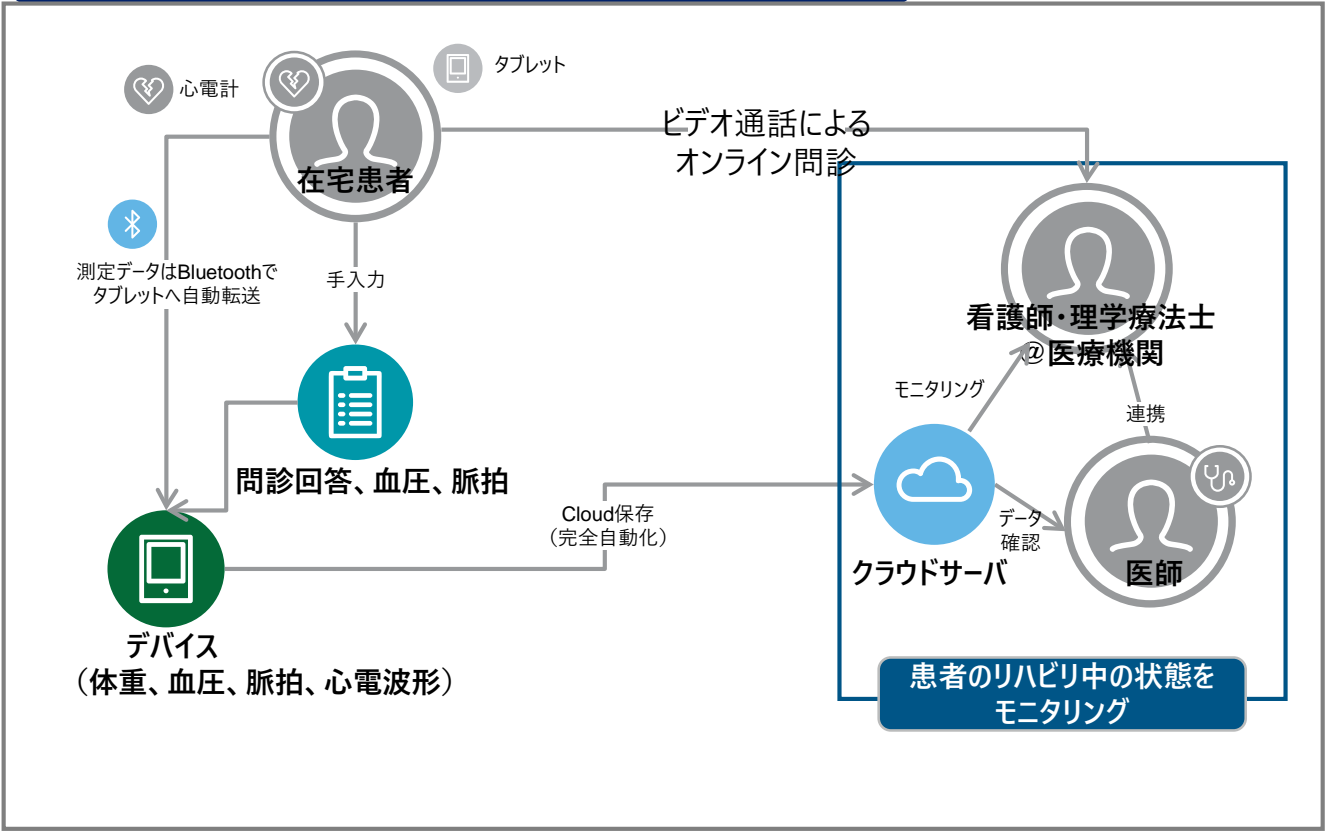 心電計
タブレット
在宅患者
ビデオ通話による
オンライン問診
測定データはBluetoothで
タブレットへ自動転送
手入力
看護師・理学療法士
@医療機関
モニタリング
連携
問診回答、血圧、脈拍
Cloud保存
（完全自動化）
データ
確認
クラウドサーバ
医師
デバイス
（体重、血圧、脈拍、心電波形）
患者のリハビリ中の状態を
モニタリング